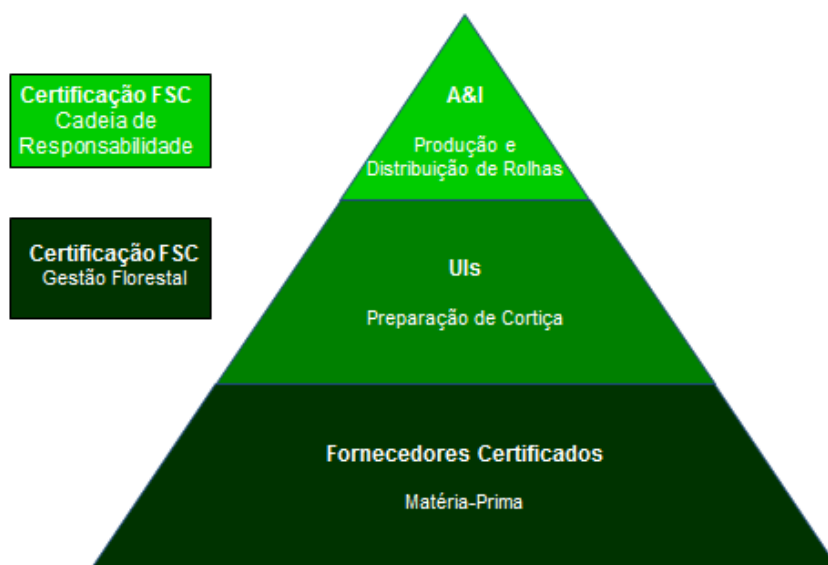 Certificação FSC
Cadeia de
Responsabilidade
Certificação FSC
Gestão Florestal
A&I
Produção e
Distribuição de Rolhas
UIs
Preparação de Cortiça
Fornecedores Certificados
Matéria-Prima